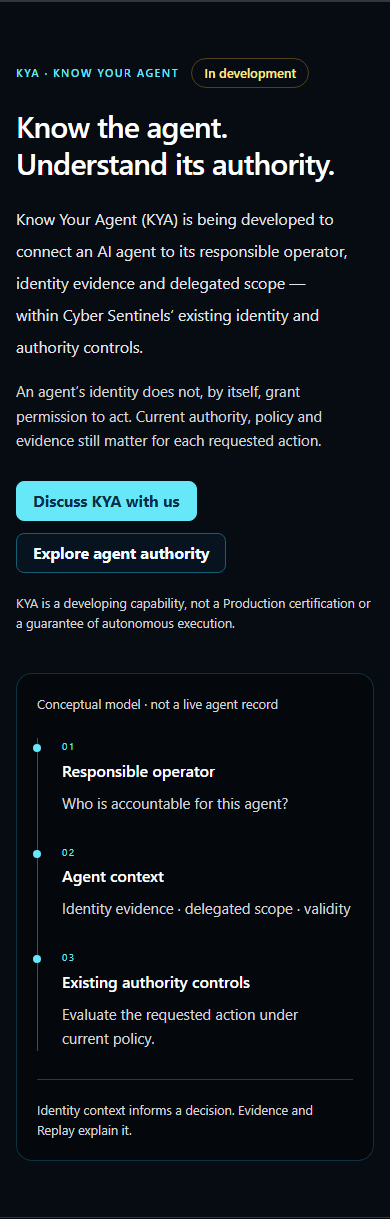 KYA · KNOW YOUR AGENT
In development
Know the agent.
Understand its authority.
Know Your Agent (KYA) is being developed to
connect an AI agent to its responsible operator,
identity evidence and delegated scope —
within Cyber Sentinels’ existing identity and
authority controls.
An agent’s identity does not, by itself, grant
permission to act. Current authority, policy and
evidence still matter for each requested action.
Discuss KYA with us
Explore agent authority
KYA is a developing capability, not a Production certification or
a guarantee of autonomous execution.
Conceptual model · not a live agent record
01
Responsible operator
Who is accountable for this agent?
02
Agent context
Identity evidence · delegated scope · validity
03
Existing authority controls
Evaluate the requested action under
current policy.
Identity context informs a decision. Evidence and
Replay explain it.